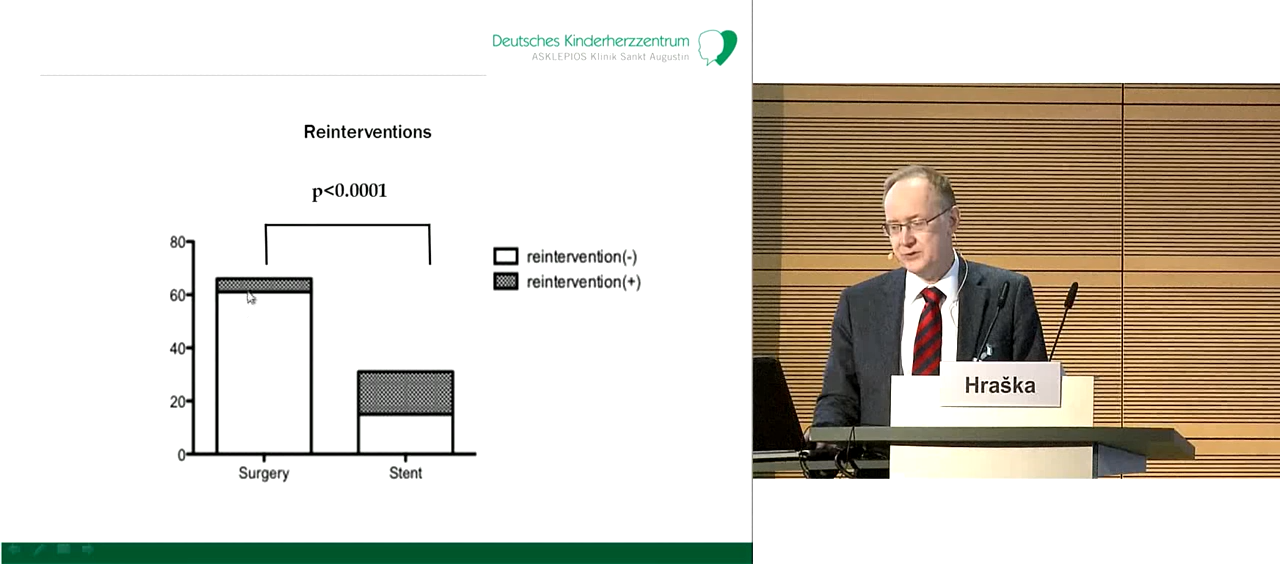 Deutsches Kinderherzzentrum
ASKLEPIOS Klinik Sankt Augustin
Reinterventions
p<0.0001
80
60
40
20
0
reintervention(-)
reintervention(+)
Surgery
Stent
Hraška